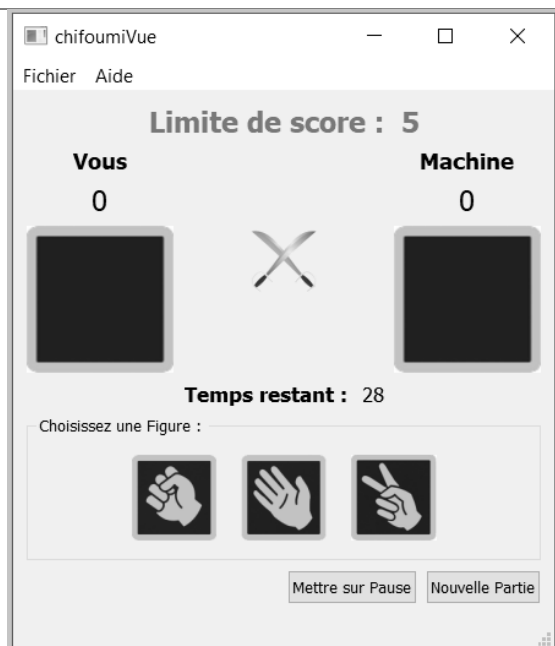 chifoumiVue
Fichier Aide
Limite de score : 5
Vous Machine
0 0
Temps restant : 28
Choisissez une Figure :
Mettre sur Pause Nouvelle Partie